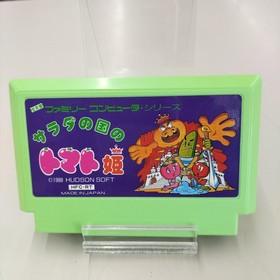 ファミリー コンピュータ・シリーズ
サラダの国の
トマト姫
©1988 HUDSON SOFT
HFC-RT
MADE IN JAPAN